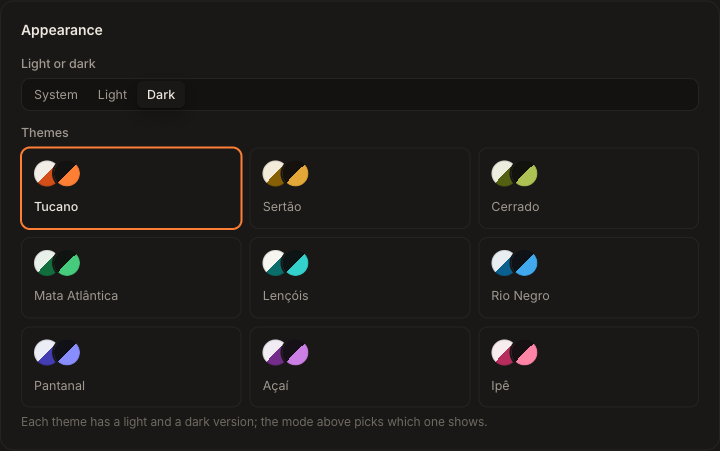 Appearance
Light or dark
System Light Dark
Themes
Tucano Sertão Cerrado
Mata Atlântica Lençóis Rio Negro
Pantanal Açaí Ipê
Each theme has a light and a dark version; the mode above picks which one shows.